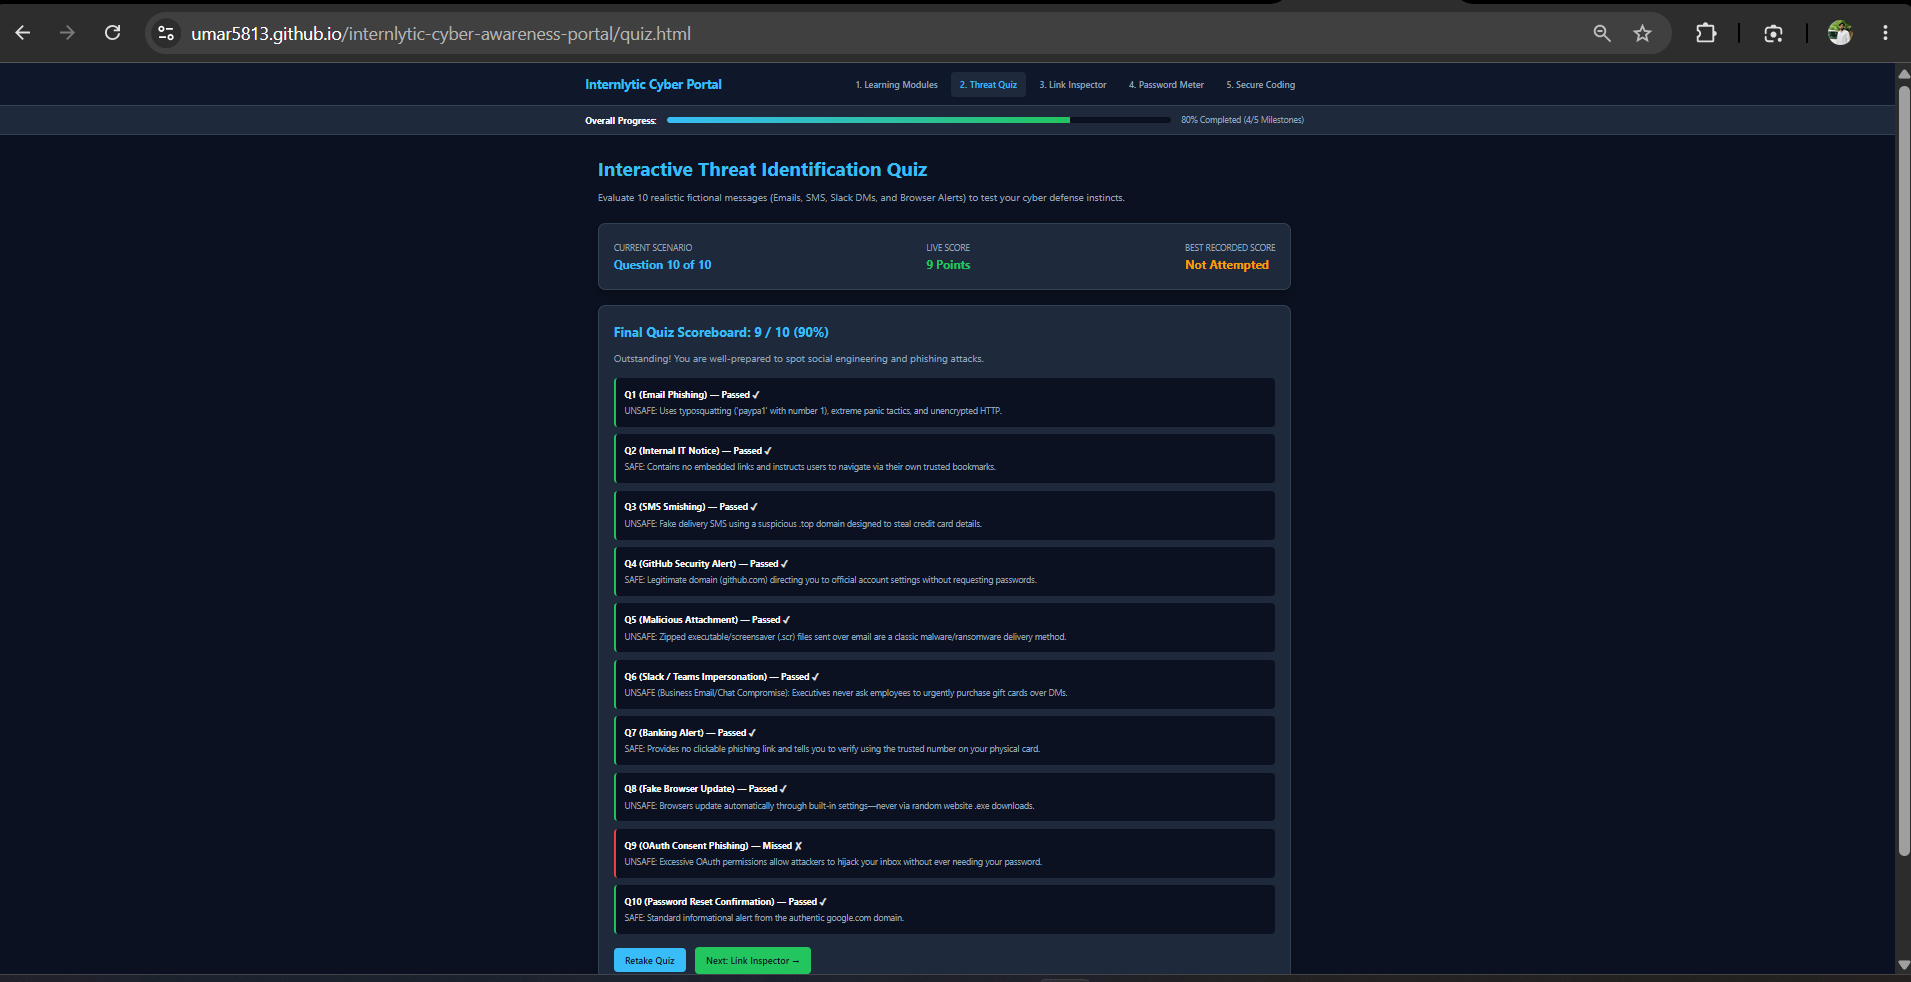 umar5813.github.io/internlytic-cyber-awareness-portal/quiz.html
Internlytic Cyber Portal
1. Learning Modules
2. Threat Quiz
3. Link Inspector
4. Password Meter
5. Secure Coding
Overall Progress:
80% Completed (4/5 Milestones)
Interactive Threat Identification Quiz
Evaluate 10 realistic fictional messages (Emails, SMS, Slack DMs, and Browser Alerts) to test your cyber defense instincts.
CURRENT SCENARIO
Question 10 of 10
LIVE SCORE
9 Points
BEST RECORDED SCORE
Not Attempted
Final Quiz Scoreboard: 9 / 10 (90%)
Outstanding! You are well-prepared to spot social engineering and phishing attacks.
Q1 (Email Phishing) — Passed ✓
UNSAFE: Uses typosquatting ('paypa1' with number 1), extreme panic tactics, and unencrypted HTTP.
Q2 (Internal IT Notice) — Passed ✓
SAFE: Contains no embedded links and instructs users to navigate via their own trusted bookmarks.
Q3 (SMS Smishing) — Passed ✓
UNSAFE: Fake delivery SMS using a suspicious .top domain designed to steal credit card details.
Q4 (GitHub Security Alert) — Passed ✓
SAFE: Legitimate domain (github.com) directing you to official account settings without requesting passwords.
Q5 (Malicious Attachment) — Passed ✓
UNSAFE: Zipped executable/screensaver (.scr) files sent over email are a classic malware/ransomware delivery method.
Q6 (Slack / Teams Impersonation) — Passed ✓
UNSAFE (Business Email/Chat Compromise): Executives never ask employees to urgently purchase gift cards over DMs.
Q7 (Banking Alert) — Passed ✓
SAFE: Provides no clickable phishing link and tells you to verify using the trusted number on your physical card.
Q8 (Fake Browser Update) — Passed ✓
UNSAFE: Browsers update automatically through built-in settings—never via random website .exe downloads.
Q9 (OAuth Consent Phishing) — Missed ✗
UNSAFE: Excessive OAuth permissions allow attackers to hijack your inbox without ever needing your password.
Q10 (Password Reset Confirmation) — Passed ✓
SAFE: Standard informational alert from the authentic google.com domain.
Retake Quiz
Next: Link Inspector →